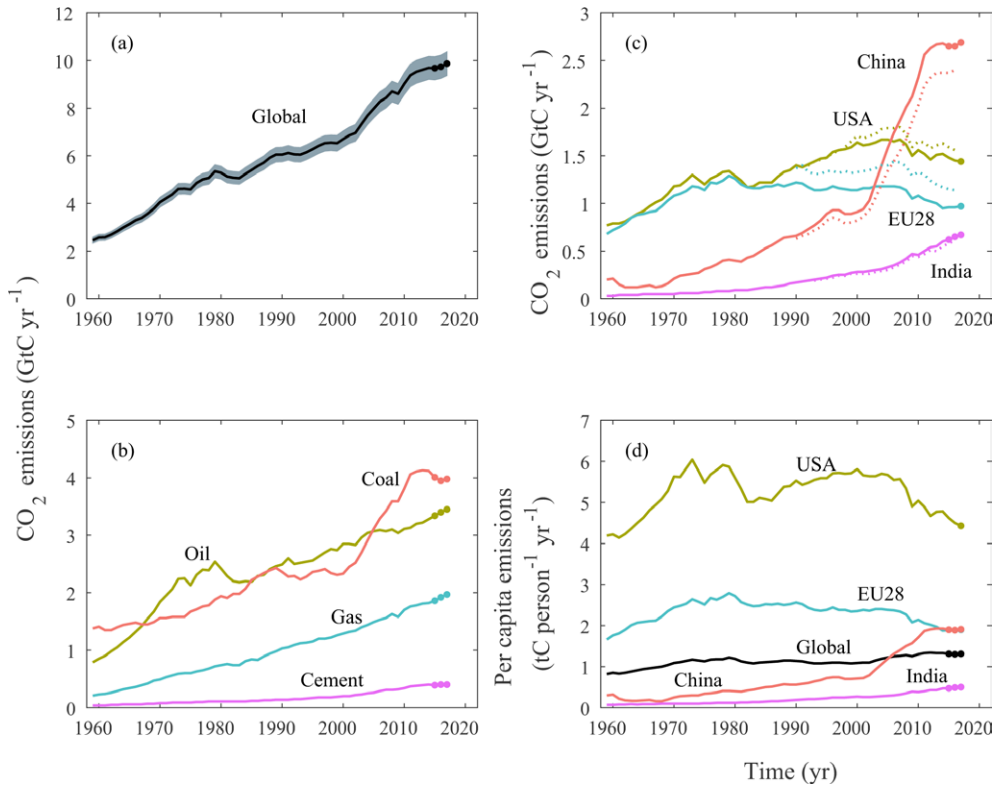 CO₂ emissions (GtC yr⁻¹)
(a)
Global
12
10
8
6
4
2
0
1960 1970 1980 1990 2000 2010 2020
(c)
China
USA
EU28
India
CO₂ emissions (GtC yr⁻¹)
3
2.5
2
1.5
1
0.5
0
1960 1970 1980 1990 2000 2010 2020
(b)
Coal
Oil
Gas
Cement
5
4
3
2
1
0
1960 1970 1980 1990 2000 2010 2020
(d)
USA
EU28
Global
China
India
Per capita emissions
(tC person⁻¹ yr⁻¹)
7
6
5
4
3
2
1
0
1960 1970 1980 1990 2000 2010 2020
Time (yr)